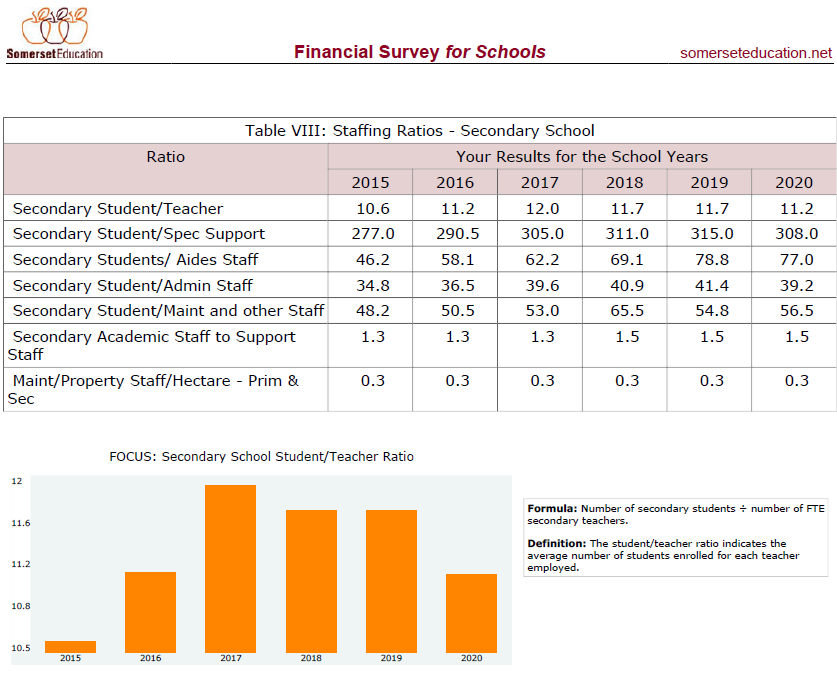 SomersetEducation
Financial Survey for Schools
somerseteducation.net
Table VIII: Staffing Ratios - Secondary School
Ratio Your Results for the School Years
2015 2016 2017 2018 2019 2020
Secondary Student/Teacher 10.6 11.2 12.0 11.7 11.7 11.2
Secondary Student/Spec Support 277.0 290.5 305.0 311.0 315.0 308.0
Secondary Students/ Aides Staff 46.2 58.1 62.2 69.1 78.8 77.0
Secondary Student/Admin Staff 34.8 36.5 39.6 40.9 41.4 39.2
Secondary Student/Maint and other Staff 48.2 50.5 53.0 65.5 54.8 56.5
Secondary Academic Staff to Support 1.3 1.3 1.3 1.5 1.5 1.5
Staff
Maint/Property Staff/Hectare - Prim & 0.3 0.3 0.3 0.3 0.3 0.3
Sec
FOCUS: Secondary School Student/Teacher Ratio
12
11.6
11.2
10.8
10.5
2015 2016 2017 2018 2019 2020
Formula: Number of secondary students ÷ number of FTE
secondary teachers.
Definition: The student/teacher ratio indicates the
average number of students enrolled for each teacher
employed.